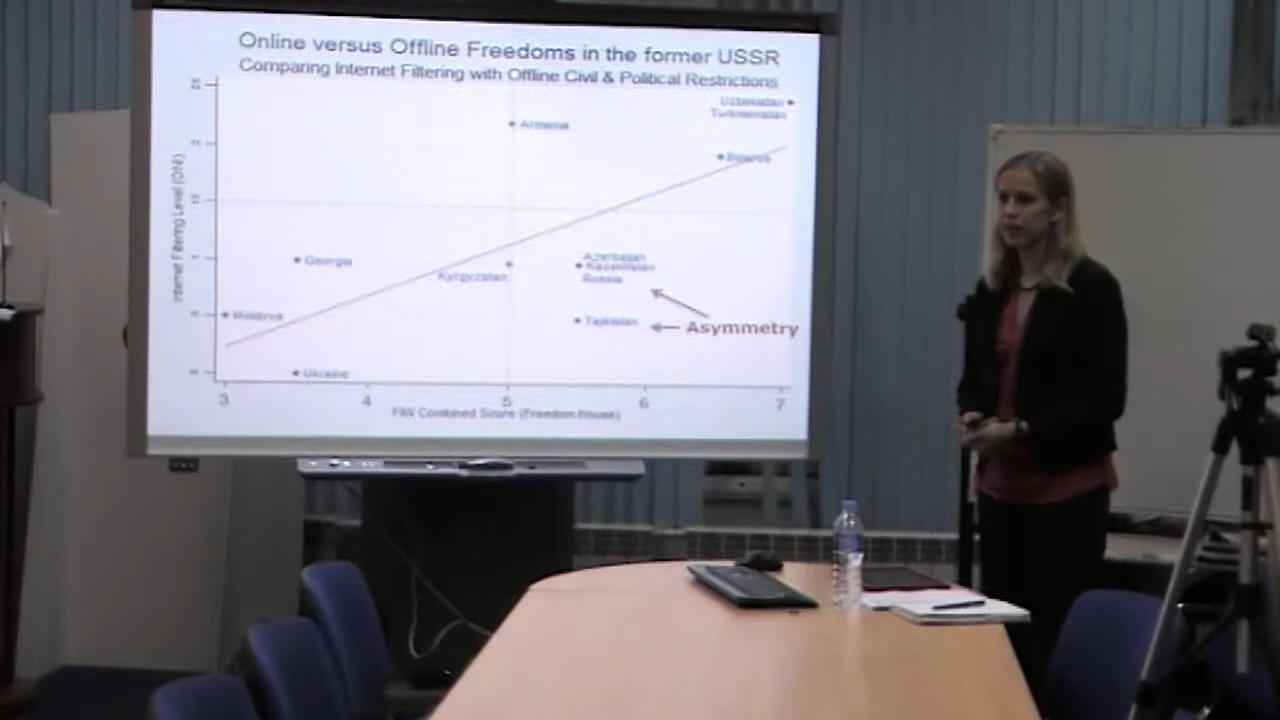 Online versus Offline Freedoms in the former USSR
Comparing Internet Filtering with Offline Civil & Political Restrictions
Uzbekistan
Turkmenistan
Armenia
Belarus
Georgia
Azerbaijan
Kazakhstan
Kyrgyzstan
Russia
Moldova
Tajikistan
Asymmetry
Ukraine
Internet Filtering Level (ONI)
3 4 5 6 7
FIW Combined Score (Freedom House)